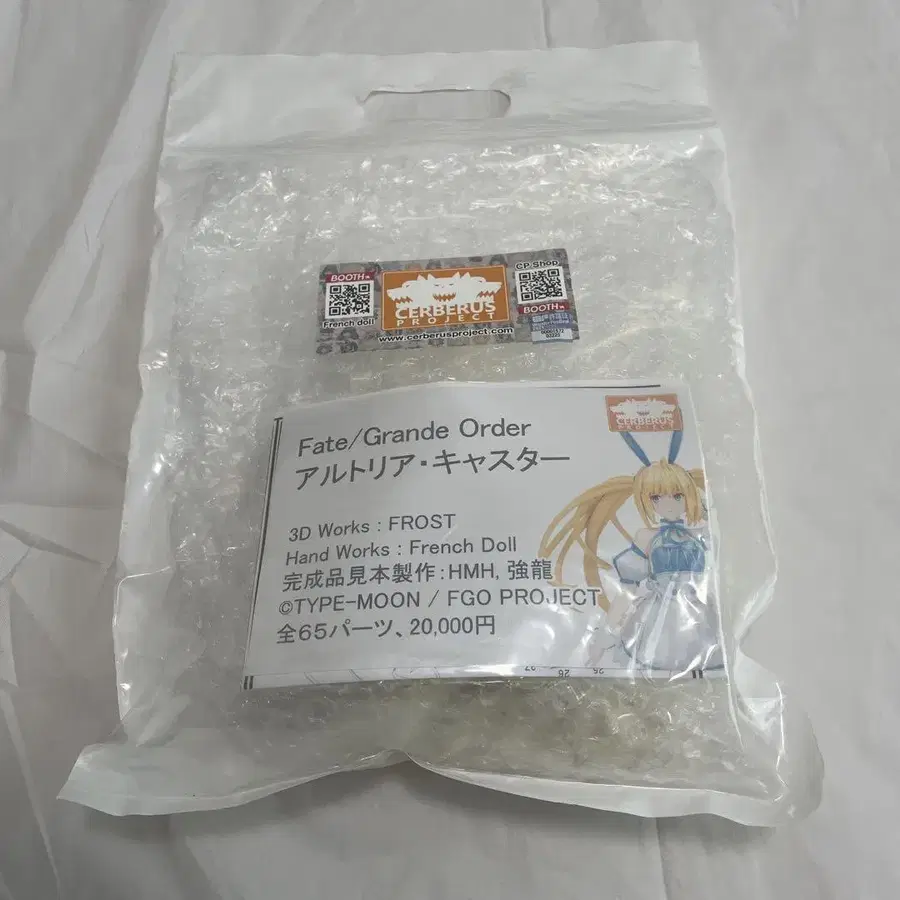 BOOTH
French doll
CERBERUS
PROJECT
www.cerberusproject.com
CP Shop
BOOTH
CERBERUS
PROJECT
Fate/Grande Order
アルトリア・キャスター
3D Works : FROST
Hand Works : French Doll
完成品見本製作:HMH, 強龍
©TYPE-MOON / FGO PROJECT
全65パーツ、20,000円
27 26 25